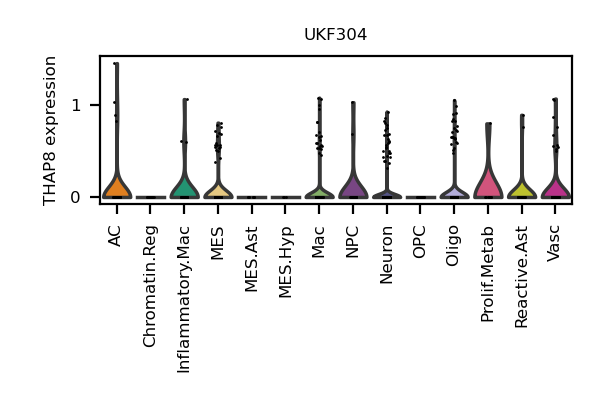 UKF304
THAP8 expression
1
0
AC
Chromatin.Reg
Inflammatory.Mac
MES
MES.Ast
MES.Hyp
Mac
NPC
Neuron
OPC
Oligo
Prolif.Metab
Reactive.Ast
Vasc